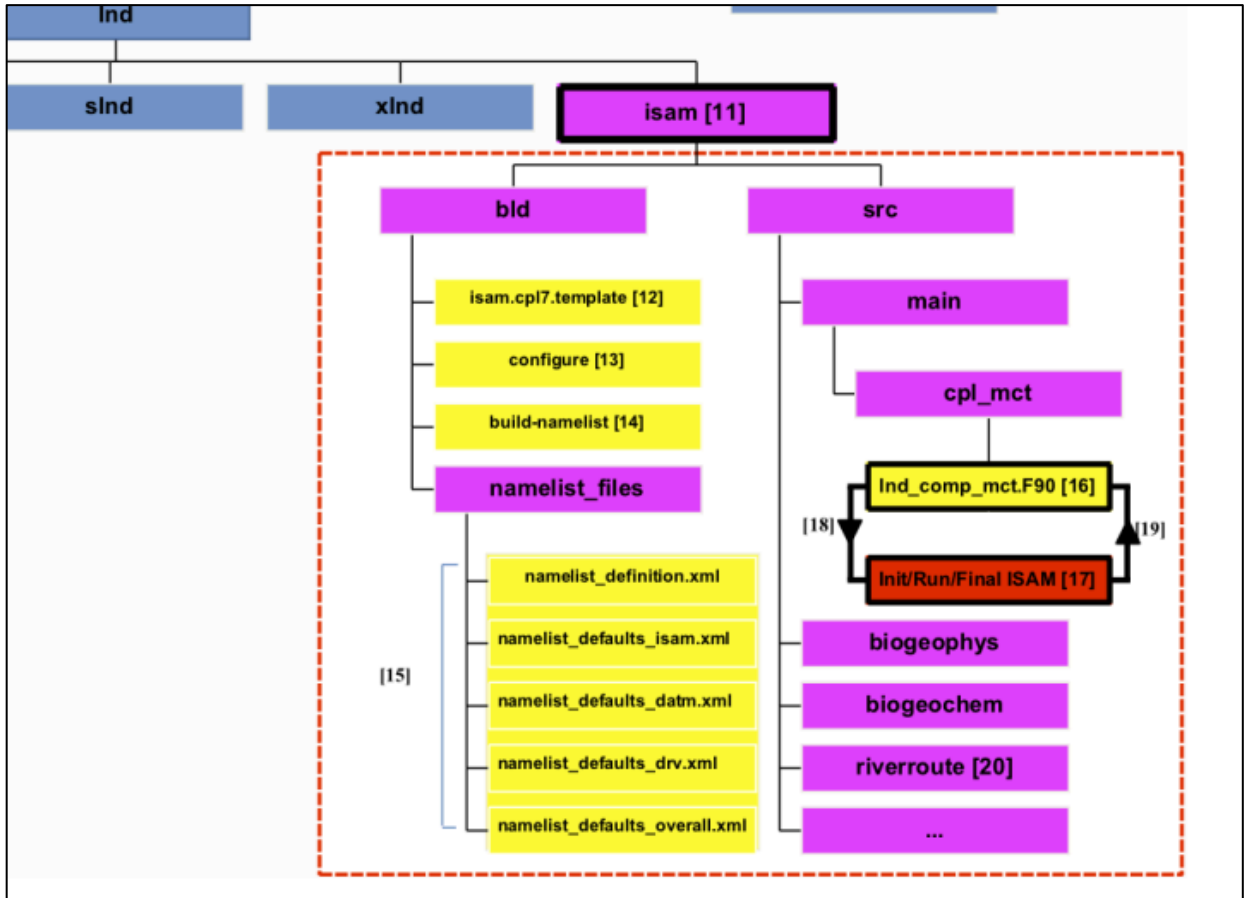 lnd
slnd
xlnd
isam [11]
bld
src
isam.cpl7.template [12]
main
configure [13]
cpl_mct
build-namelist [14]
namelist_files
lnd_comp_mct.F90 [16]
[18]
[19]
namelist_definition.xml
Init/Run/Final ISAM [17]
namelist_defaults_isam.xml
biogeophys
[15]
namelist_defaults_datm.xml
biogeochem
namelist_defaults_drv.xml
riverroute [20]
namelist_defaults_overall.xml
...